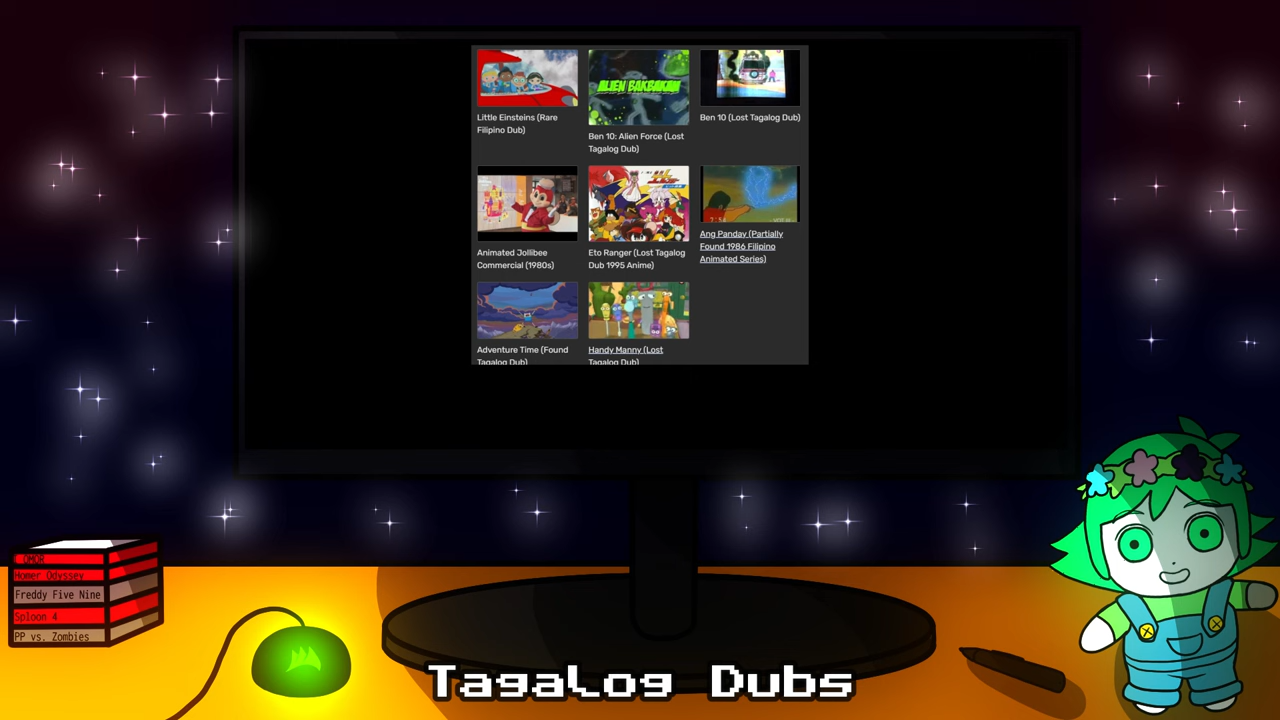 ALIEN BAKBAKAN
Little Einsteins (Rare
Filipino Dub)
Ben 10: Alien Force (Lost
Tagalog Dub)
Ben 10 (Lost Tagalog Dub)
Animated Jollibee
Commercial (1980s)
Eto Ranger (Lost Tagalog
Dub 1995 Anime)
Ang Panday (Partially
Found 1986 Filipino
Animated Series)
Adventure Time (Found
Tagalog Dub)
Handy Manny (Lost
Tagalog Dub)
OMOR
Homer Odyssey
Freddy Five Nine
Sploon 4
PP vs. Zombies
Tagalog Dubs